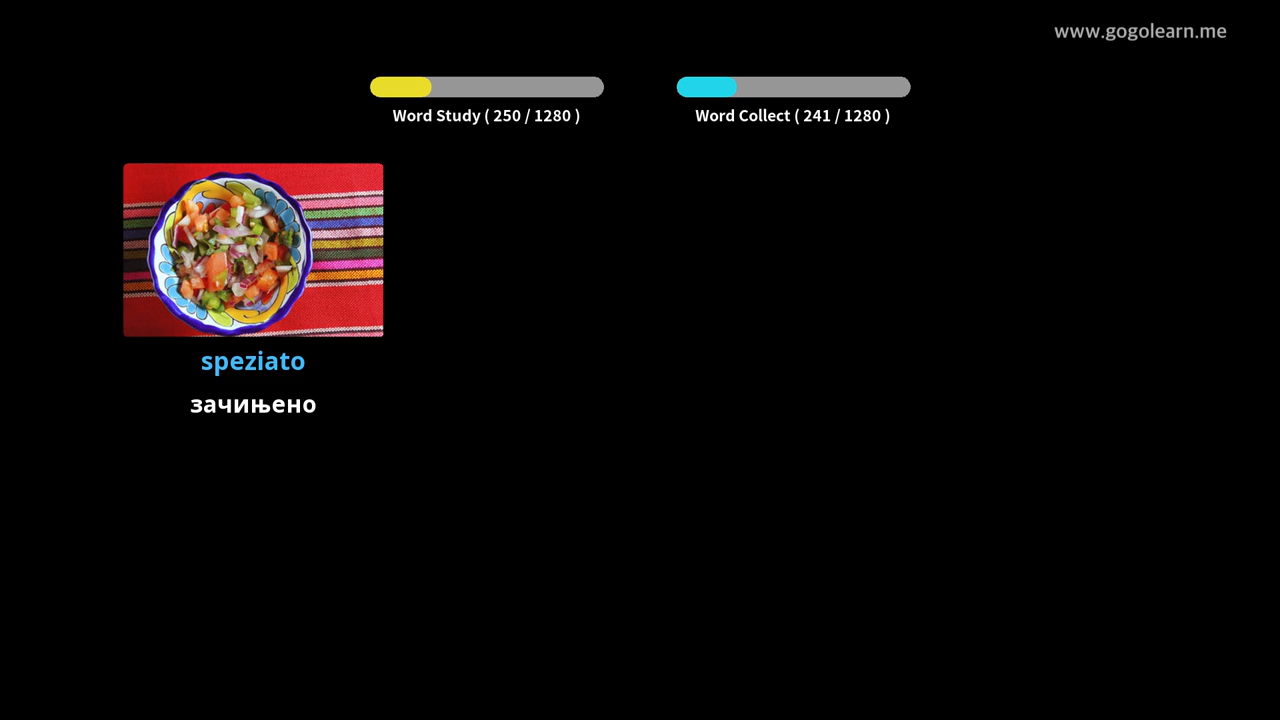 www.gogolearn.me
Word Study ( 250 / 1280 )
Word Collect ( 241 / 1280 )
speziato
зачињено